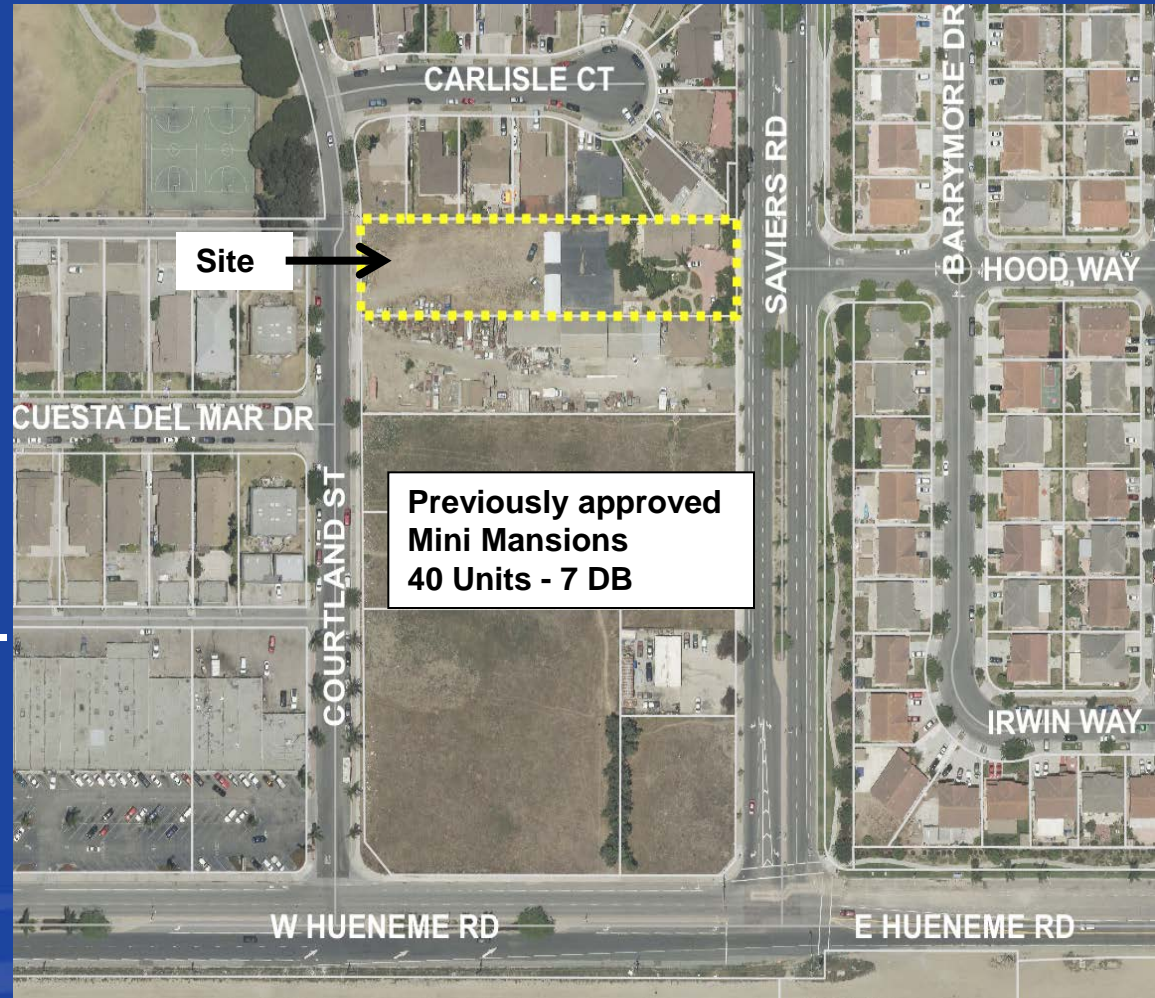 CARLISLE CT
SAVIERS RD
BARRYMORE DR
HOOD WAY
Site
CUESTA DEL MAR DR
COURTLAND ST
Previously approved
Mini Mansions
40 Units - 7 DB
IRWIN WAY
W HUENEME RD
E HUENEME RD